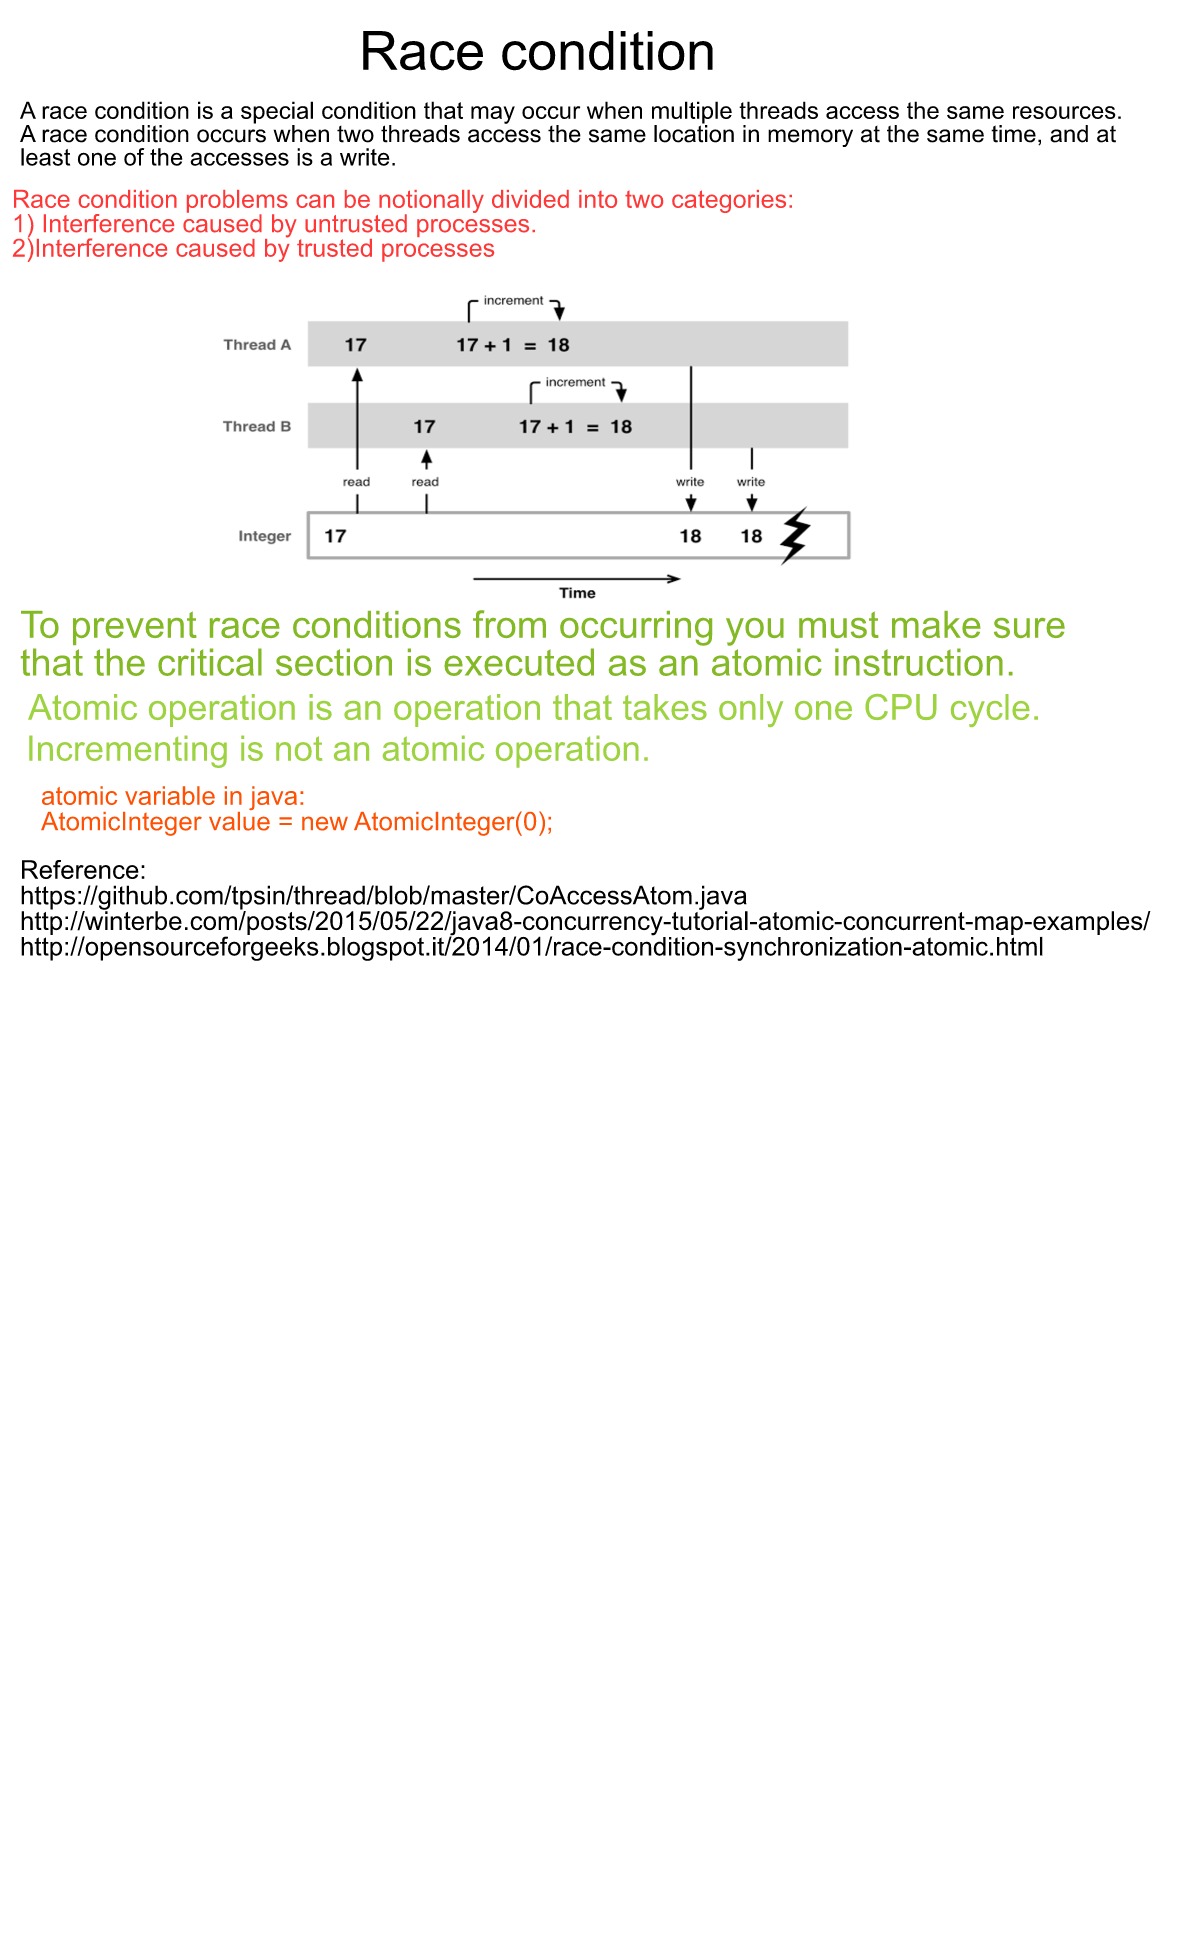 Race condition
A race condition is a special condition that may occur when multiple threads access the same resources.
A race condition occurs when two threads access the same location in memory at the same time, and at
least one of the accesses is a write.
Race condition problems can be notionally divided into two categories:
1) Interference caused by untrusted processes.
2)Interference caused by trusted processes
increment
Thread A 17 17 + 1 = 18
increment
Thread B 17 17 + 1 = 18
read read write write
Integer 17 18 18
Time
To prevent race conditions from occurring you must make sure
that the critical section is executed as an atomic instruction.
Atomic operation is an operation that takes only one CPU cycle.
Incrementing is not an atomic operation.
atomic variable in java:
AtomicInteger value = new AtomicInteger(0);
Reference:
https://github.com/tpsin/thread/blob/master/CoAccessAtom.java
http://winterbe.com/posts/2015/05/22/java8-concurrency-tutorial-atomic-concurrent-map-examples/
http://opensourceforgeeks.blogspot.it/2014/01/race-condition-synchronization-atomic.html